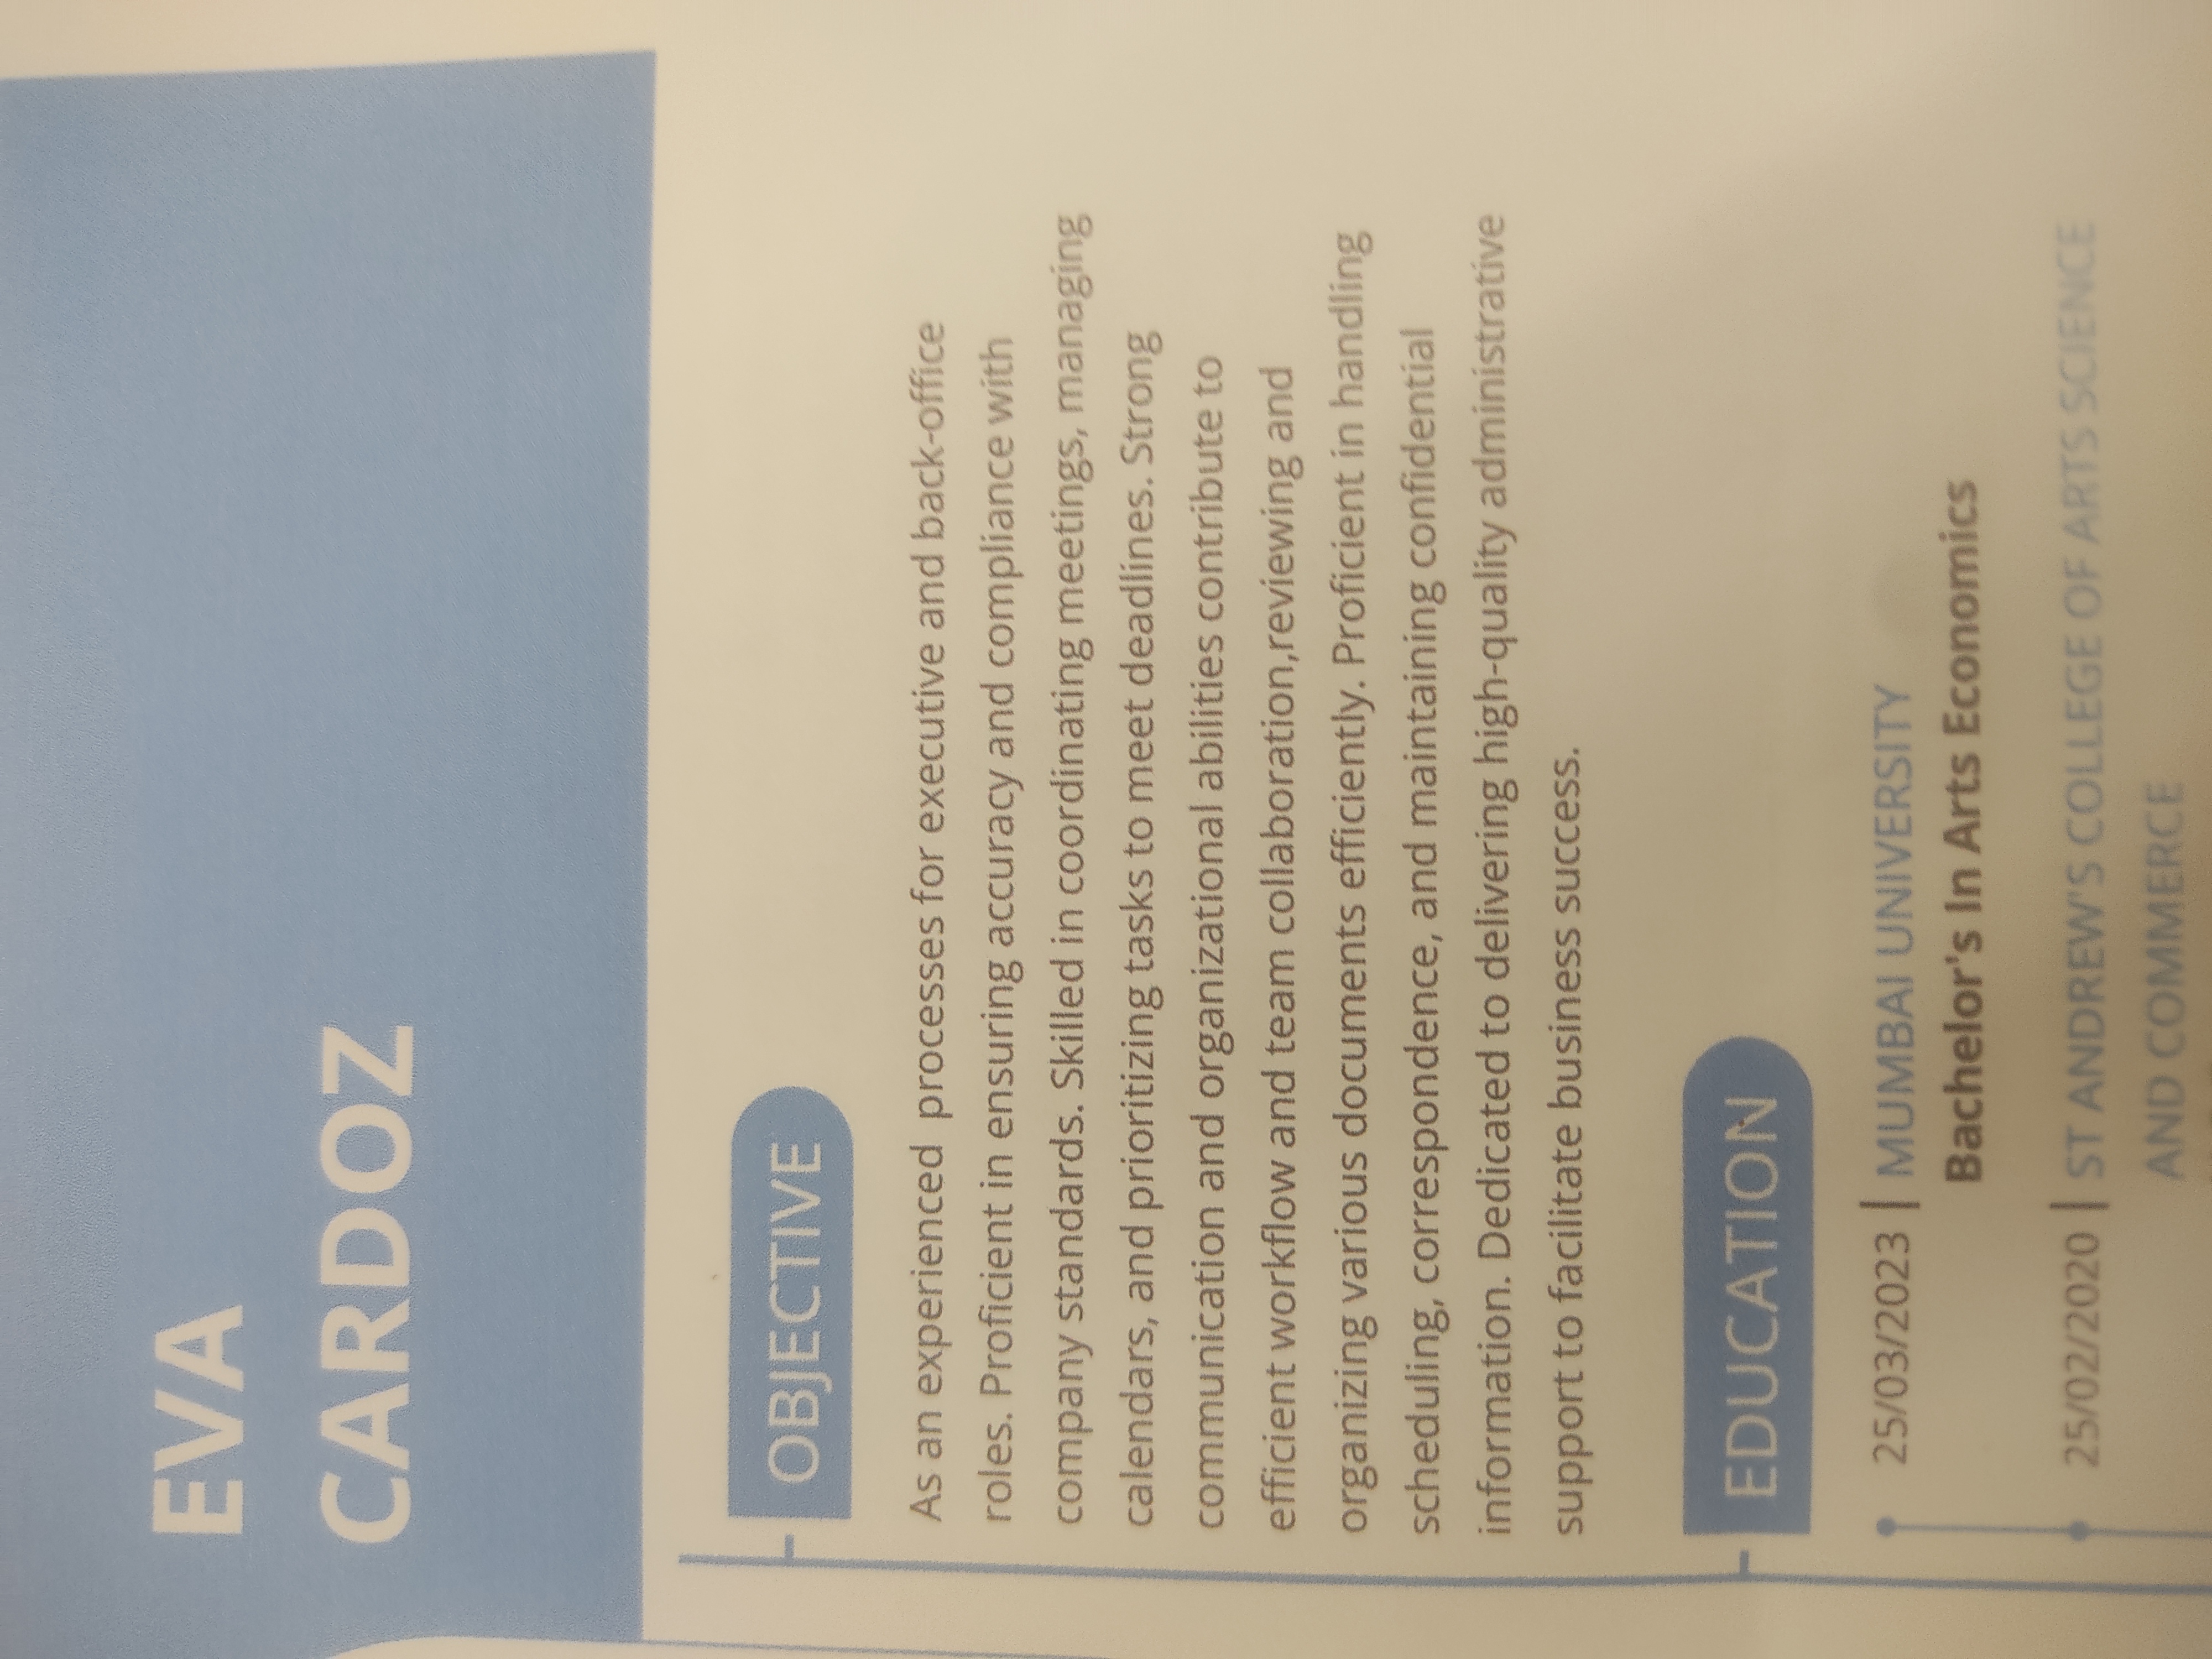 EVA
CARDOZ
OBJECTIVE
As an experienced processes for executive and back-office
roles. Proficient in ensuring accuracy and compliance with
company standards. Skilled in coordinating meetings, managing
calendars, and prioritizing tasks to meet deadlines. Strong
communication and organizational abilities contribute to
efficient workflow and team collaboration,reviewing and
organizing various documents efficiently. Proficient in handling
scheduling, correspondence, and maintaining confidential
information. Dedicated to delivering high-quality administrative
support to facilitate business success.
EDUCATION
25/03/2023 | MUMBAI UNIVERSITY
Bachelor's In Arts Economics
25/02/2020 | ST ANDREW'S COLLEGE OF ARTS SCIENCE
AND COMMERCE